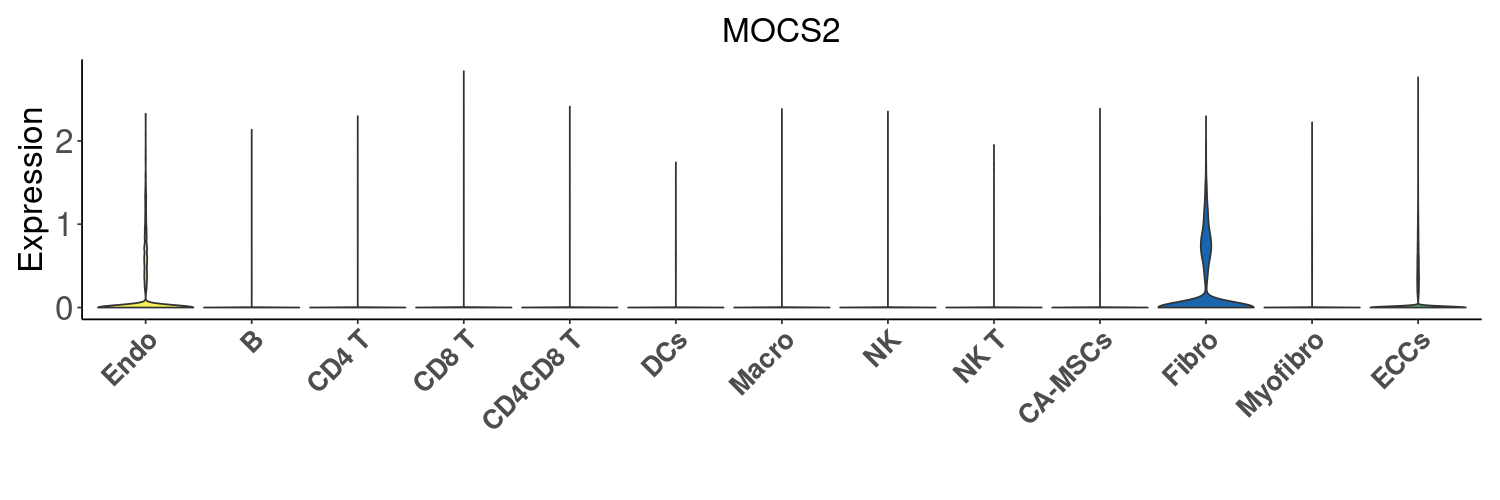 MOCS2
Expression
2
1
0
Endo
B
CD4 T
CD8 T
CD4CD8 T
DCs
Macro
NK
NK T
CA-MSCs
Fibro
Myofibro
ECCs